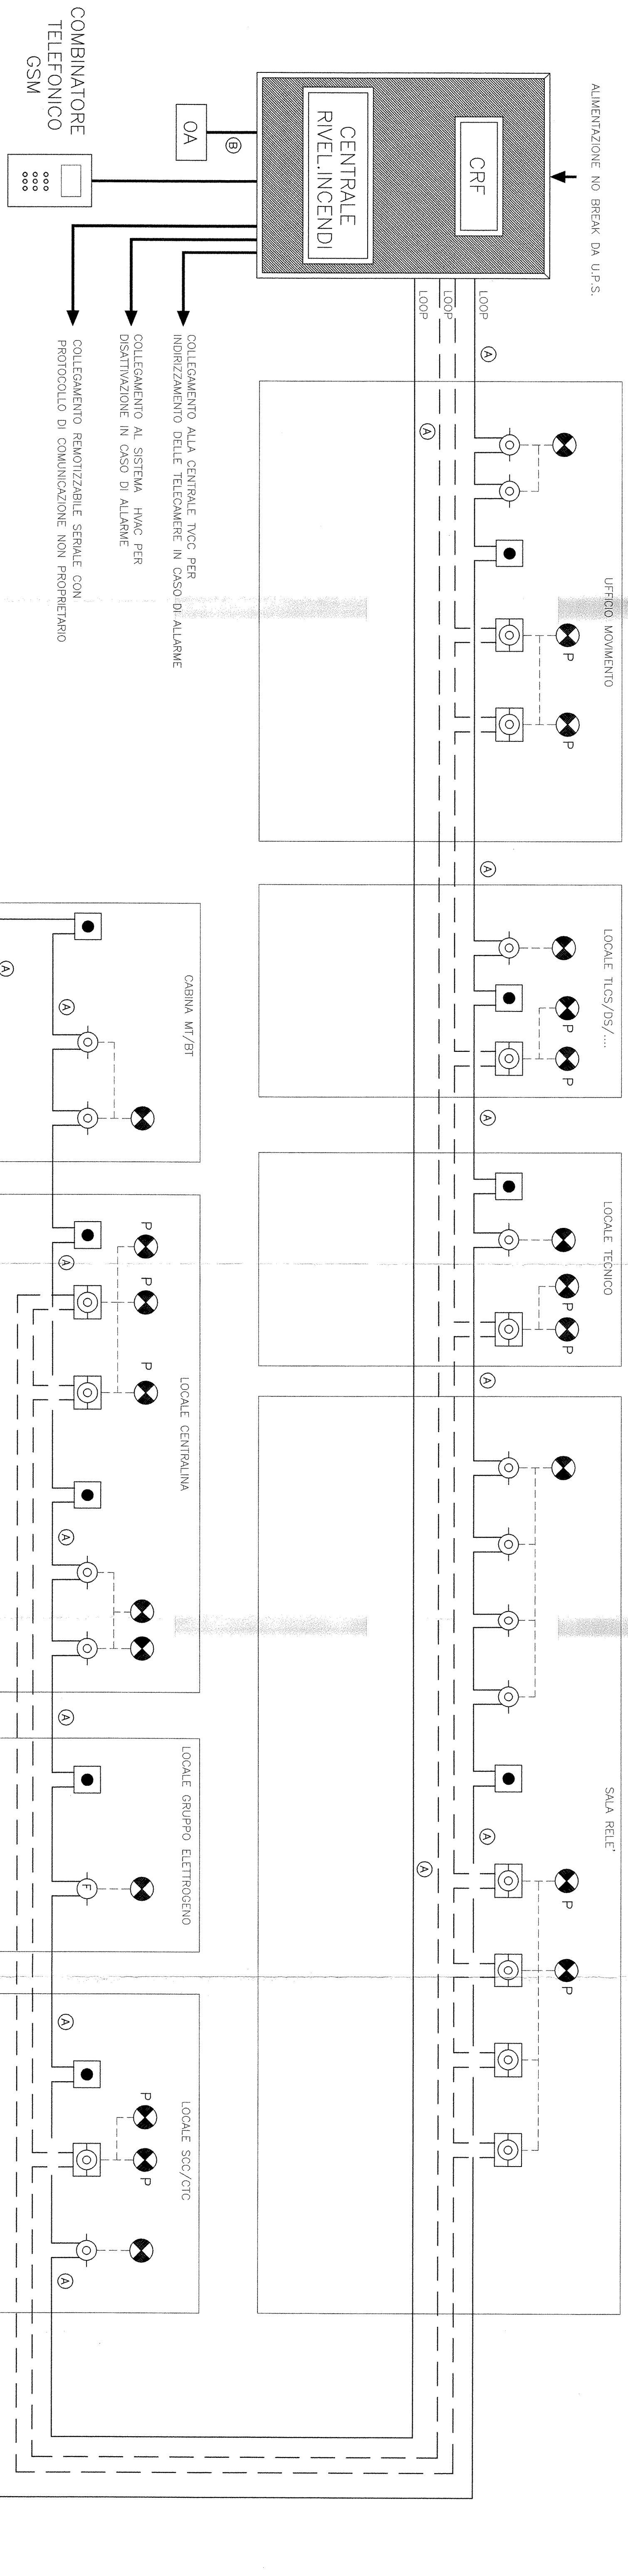 ALIMENTAZIONE NO BREAK DA U.P.S.
CRF
CENTRALE
RIVEL.INCENDI
OA
B
COMBINATORE
TELEFONICO
GSM
LOOP
LOOP
LOOP
A
A
COLLEGAMENTO ALLA CENTRALE TVCC PER
INDIRIZZAMENTO DELLE TELECAMERE IN CASO DI ALLARME
COLLEGAMENTO AL SISTEMA HVAC PER
DISATTIVAZIONE IN CASO DI ALLARME
COLLEGAMENTO REMOTIZZABILE SERIALE CON
PROTOCOLLO DI COMUNICAZIONE NON PROPRIETARIO
UFFICIO MOVIMENTO
P
P
A
LOCALE TLCS/DS/....
P
P
A
LOCALE TECNICO
P
P
A
SALA RELE'
A
A
P
P
CABINA MT/BT
A
A
LOCALE CENTRALINA
P
P
P
A
A
A
LOCALE GRUPPO ELETTROGENO
F
A
LOCALE SCC/CTC
P
P
A